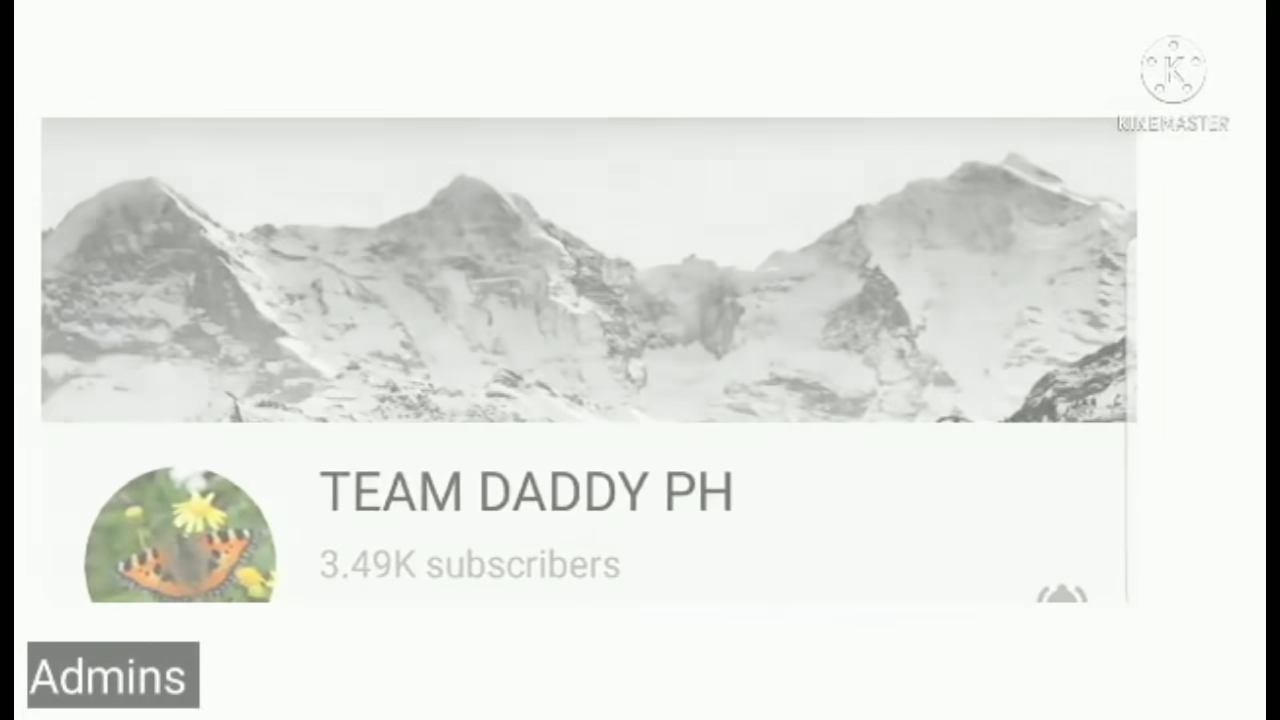 K
KINEMASTER
TEAM DADDY PH
3.49K subscribers
Admins